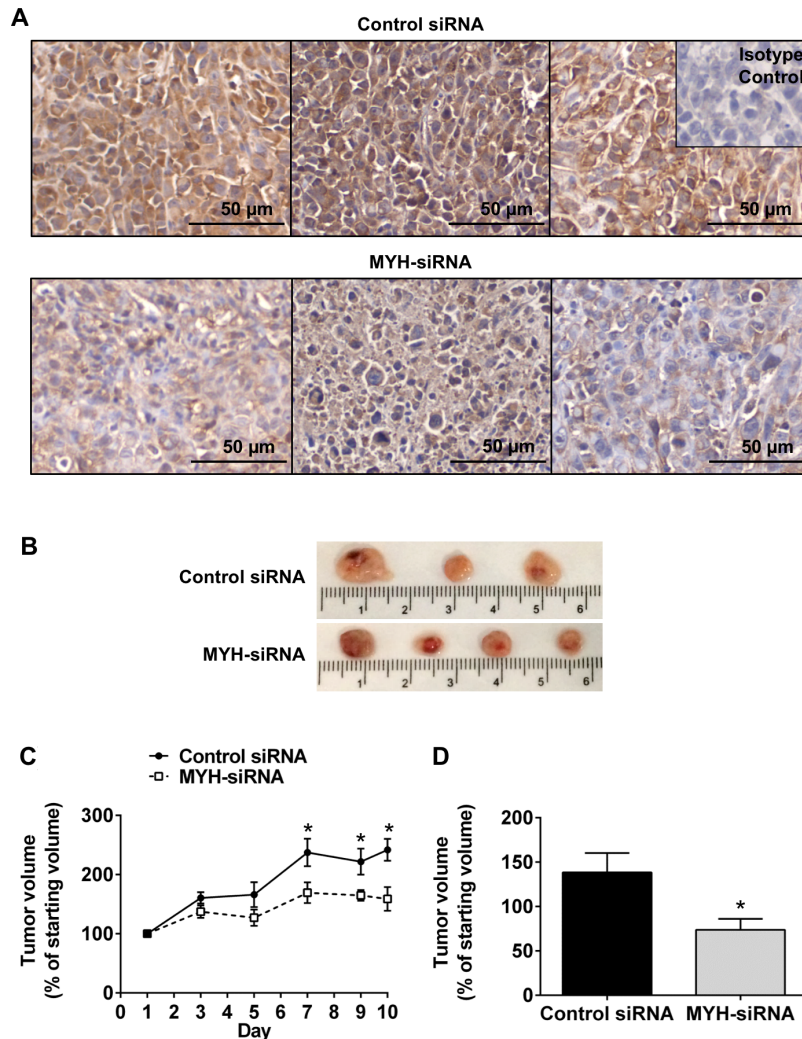 A
Control siRNA
Isotype
Control
50 µm
50 µm
50 µm
MYH-siRNA
50 µm
50 µm
50 µm
B
Control siRNA
1 2 3 4 5 6
MYH-siRNA
1 2 3 4 5 6
C
Control siRNA
MYH-siRNA
Tumor volume
(% of starting volume)
300
200
100
0
* * *
0 1 2 3 4 5 6 7 8 9 10
Day
D
Tumor volume
(% of starting volume)
200
150
100
50
0
*
Control siRNA MYH-siRNA